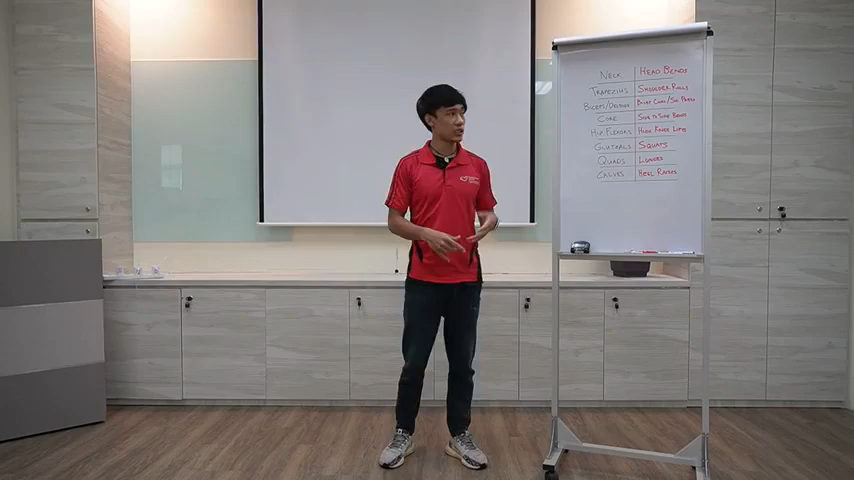 NECK HEAD BENDS
TRAPEZIUS SHOULDER ROLLS
BICEPS/DELTOIDS BICEP CURL/SHO PRESS
CORE SIDE TO SIDE BENDS
HIP FLEXORS HIGH KNEE LIFTS
GLUTEALS SQUATS
QUADS LUNGES
CALVES HEEL RAISES